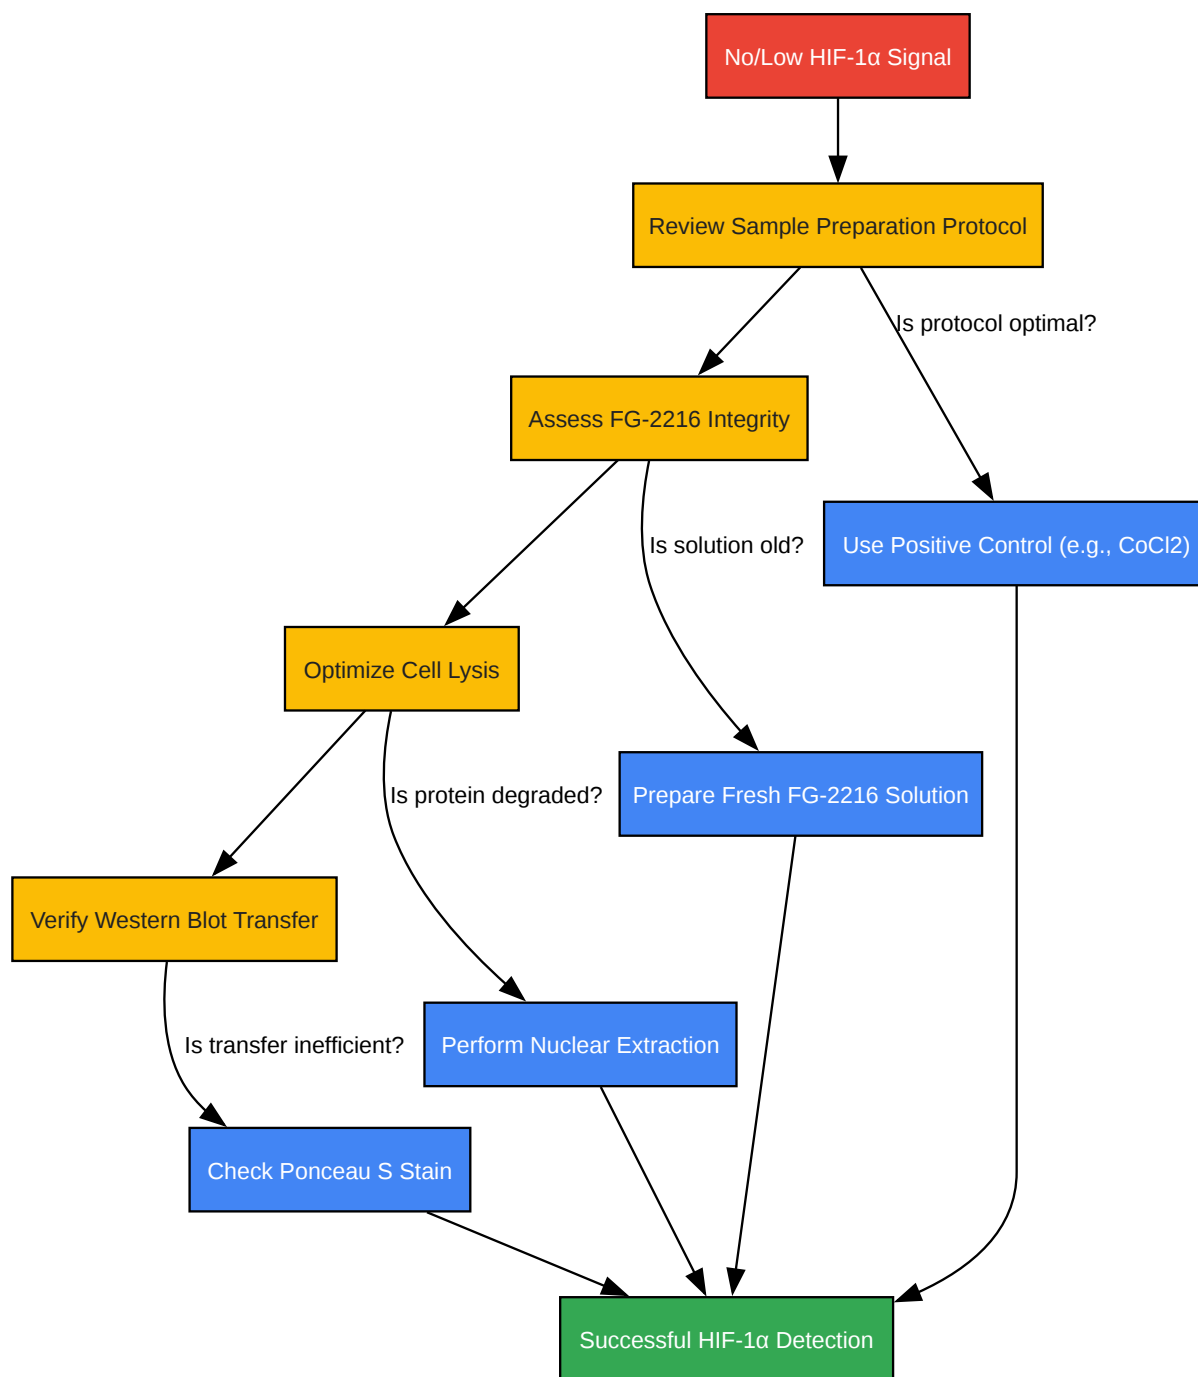 No/Low HIF-1α Signal
Review Sample Preparation Protocol
Is protocol optimal?
Assess FG-2216 Integrity
Is solution old?
Use Positive Control (e.g., CoCl2)
Optimize Cell Lysis
Is protein degraded?
Prepare Fresh FG-2216 Solution
Verify Western Blot Transfer
Is transfer inefficient?
Perform Nuclear Extraction
Check Ponceau S Stain
Successful HIF-1α Detection